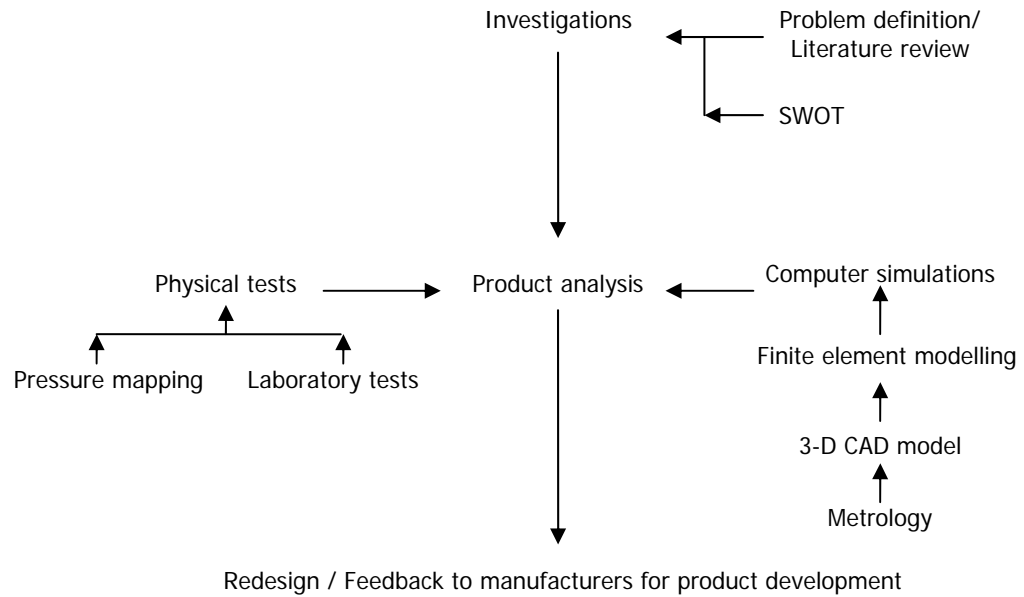 Investigations
Problem definition/
Literature review
SWOT
Physical tests
Product analysis
Computer simulations
Pressure mapping
Laboratory tests
Finite element modelling
3-D CAD model
Metrology
Redesign / Feedback to manufacturers for product development